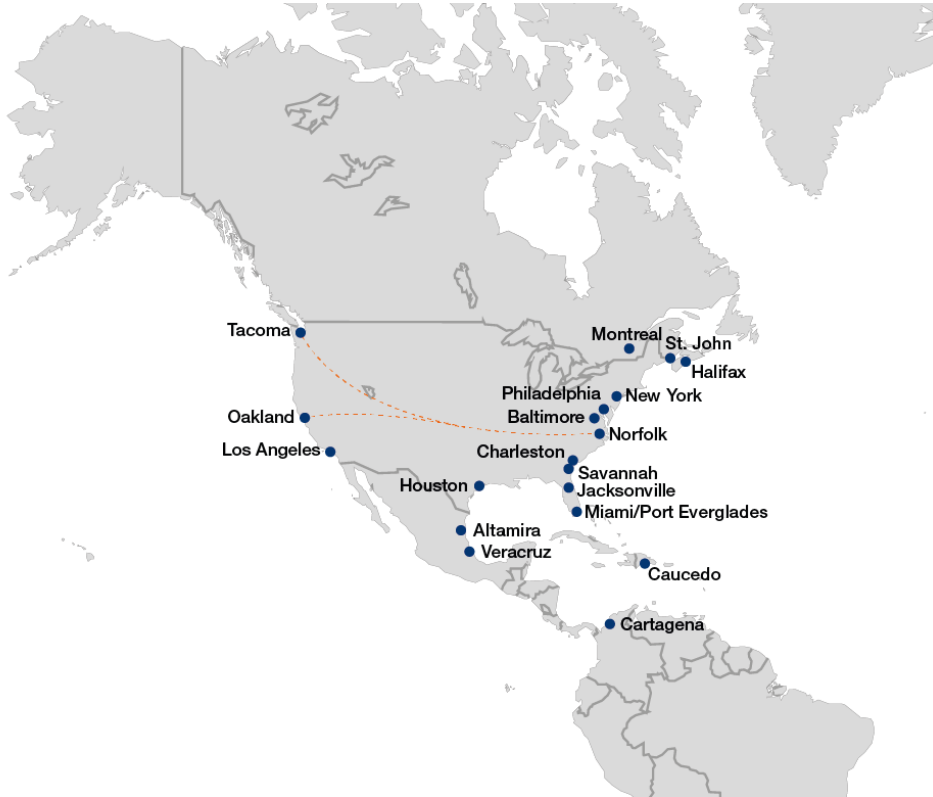 Tacoma
Montreal
St. John
Halifax
Philadelphia
New York
Oakland
Baltimore
Norfolk
Los Angeles
Charleston
Savannah
Houston
Jacksonville
Miami/Port Everglades
Altamira
Veracruz
Caucedo
Cartagena